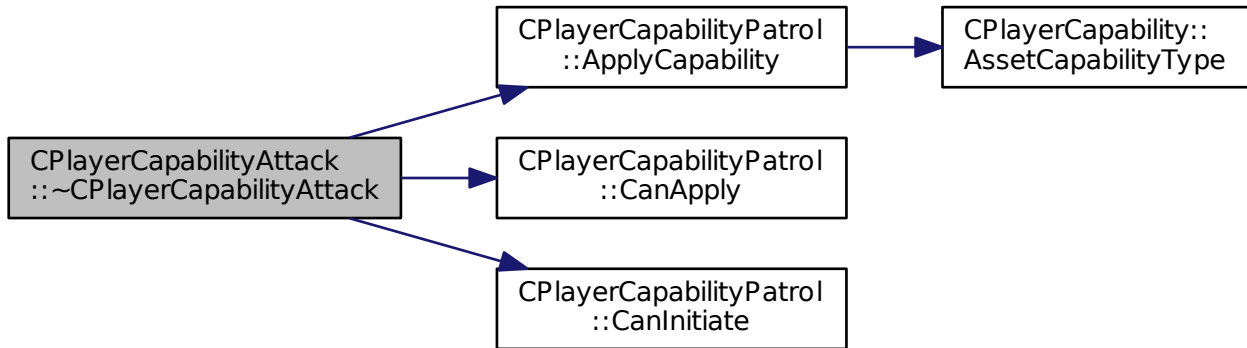 CPlayerCapabilityAttack
::~CPlayerCapabilityAttack
CPlayerCapabilityPatrol
::ApplyCapability
CPlayerCapability::
AssetCapabilityType
CPlayerCapabilityPatrol
::CanApply
CPlayerCapabilityPatrol
::CanInitiate